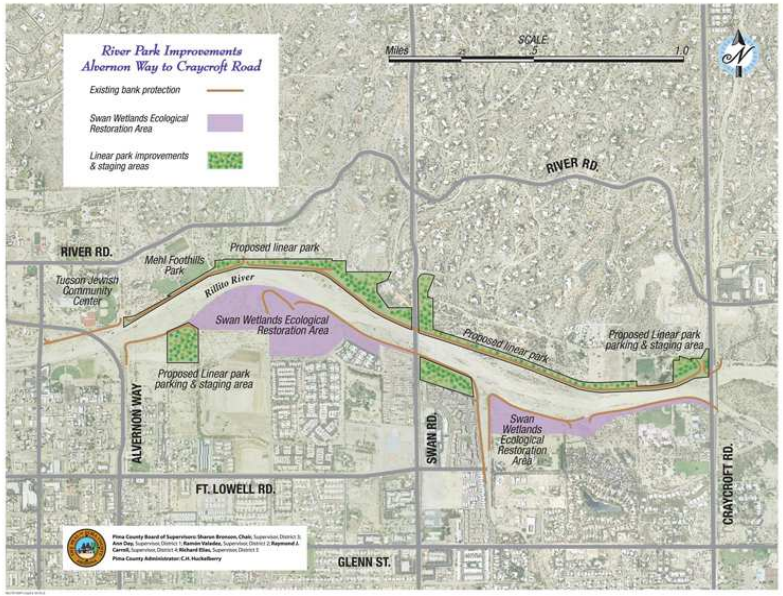 River Park Improvements
Alvernon Way to Craycroft Road
Existing bank protection
Swan Wetlands Ecological
Restoration Area
Linear park improvements
& staging areas
SCALE
Miles .5 1.0
N
RIVER RD.
RIVER RD.
Mehl Foothills
Park
Proposed linear park
Tucson Jewish
Community
Center
Rillito River
Swan Wetlands Ecological
Restoration Area
Proposed linear park
Proposed Linear park
parking & staging area
Proposed Linear park
parking & staging area
ALVERNON WAY
SWAN RD.
Swan
Wetlands
Ecological
Restoration
Area
CRAYCROFT RD.
FT. LOWELL RD.
GLENN ST.
Pima County Board of Supervisors: Sharon Bronson, Chair, Supervisor, District 3;
Ann Day, Supervisor, District 1; Ramón Valadez, Supervisor, District 2; Raymond J.
Carroll, Supervisor, District 4; Richard Elías, Supervisor, District 5
Pima County Administrator: C.H. Huckelberry